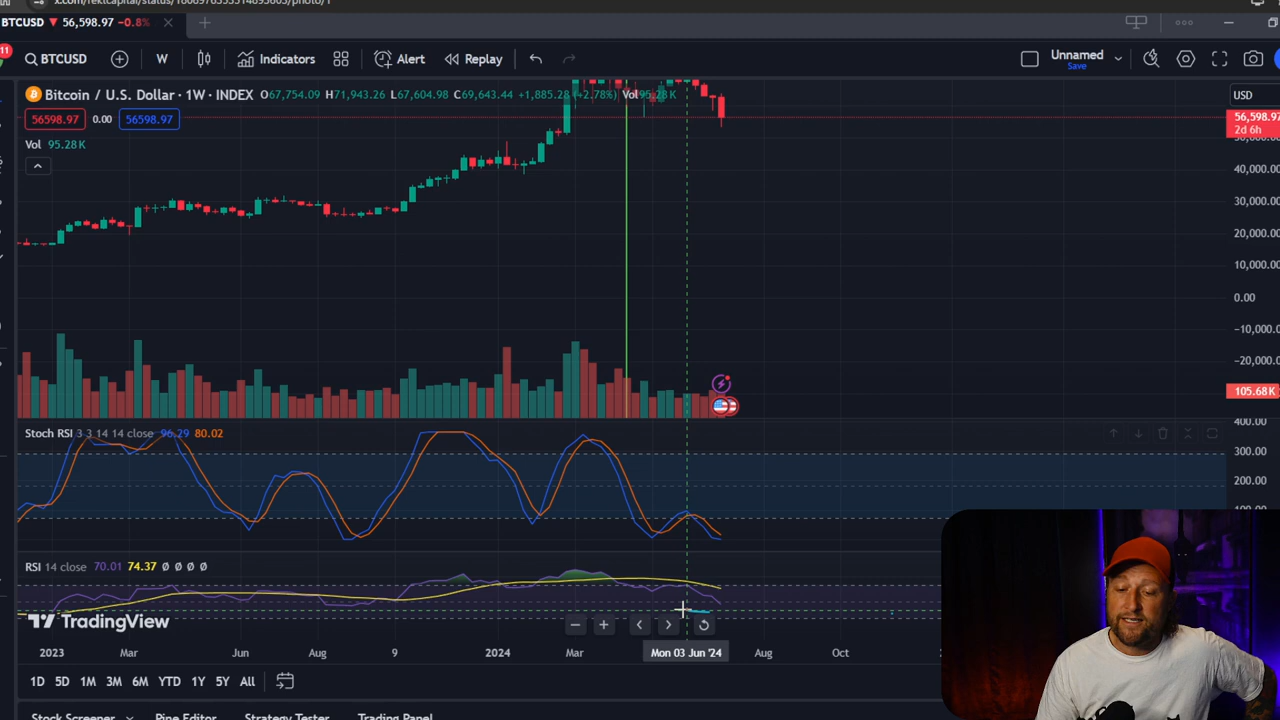 BTCUSD ▼ 56,598.97 −0.8% × +
11
BTCUSD W Indicators Alert Replay Unnamed
Save
Bitcoin / U.S. Dollar · 1W · INDEX O67,754.09 H71,943.26 L67,604.98 C69,643.44 +1,885.28 (+2.78%) Vol95.28K
USD
56598.97 0.00 56598.97
56,598.97
2d 6h
Vol 95.28K
40,000.00
30,000.00
20,000.00
10,000.00
0.00
−10,000.00
−20,000.00
105.68K
400.00
Stoch RSI 3 3 14 14 close 96.29 80.02
300.00
200.00
100.00
RSI 14 close 70.01 74.37 Ø Ø Ø Ø
TradingView
2023 Mar Jun Aug 9 2024 Mar Mon 03 Jun '24 Aug Oct
1D 5D 1M 3M 6M YTD 1Y 5Y All
Stock Screener Pine Editor Strategy Tester Trading Panel